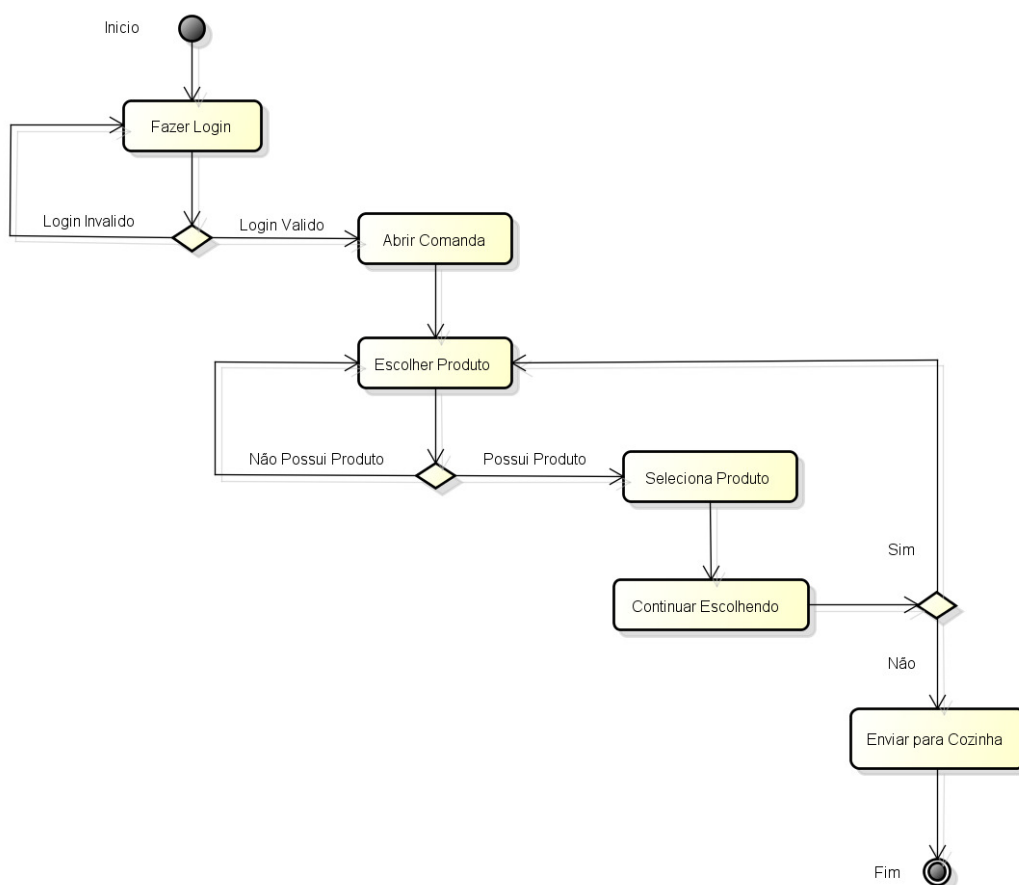 Inicio
Fazer Login
Login Invalido
Login Valido
Abrir Comanda
Escolher Produto
Não Possui Produto
Possui Produto
Seleciona Produto
Sim
Continuar Escolhendo
Não
Enviar para Cozinha
Fim